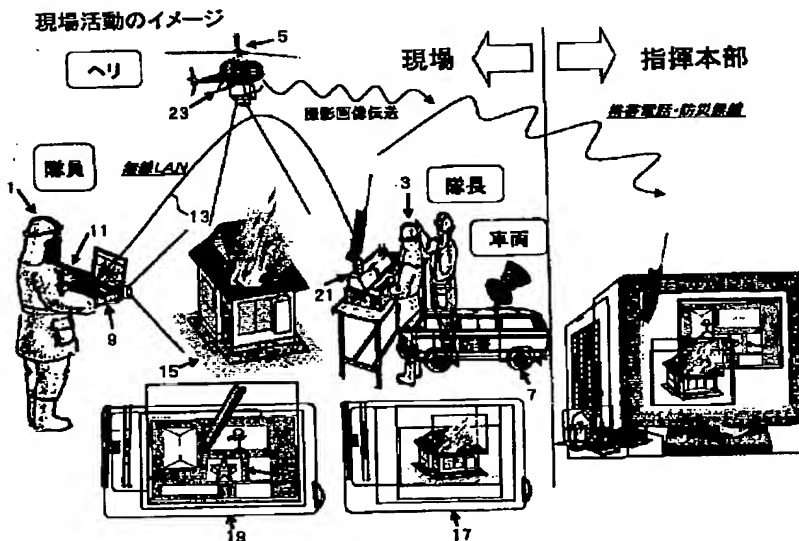 現場活動のイメージ
5
ヘリ
現場
指揮本部
23
撮影画像伝送
携帯電話・防災無線
隊員
無線LAN
1
3
隊長
13
11
車両
21
9
15
7
19
17